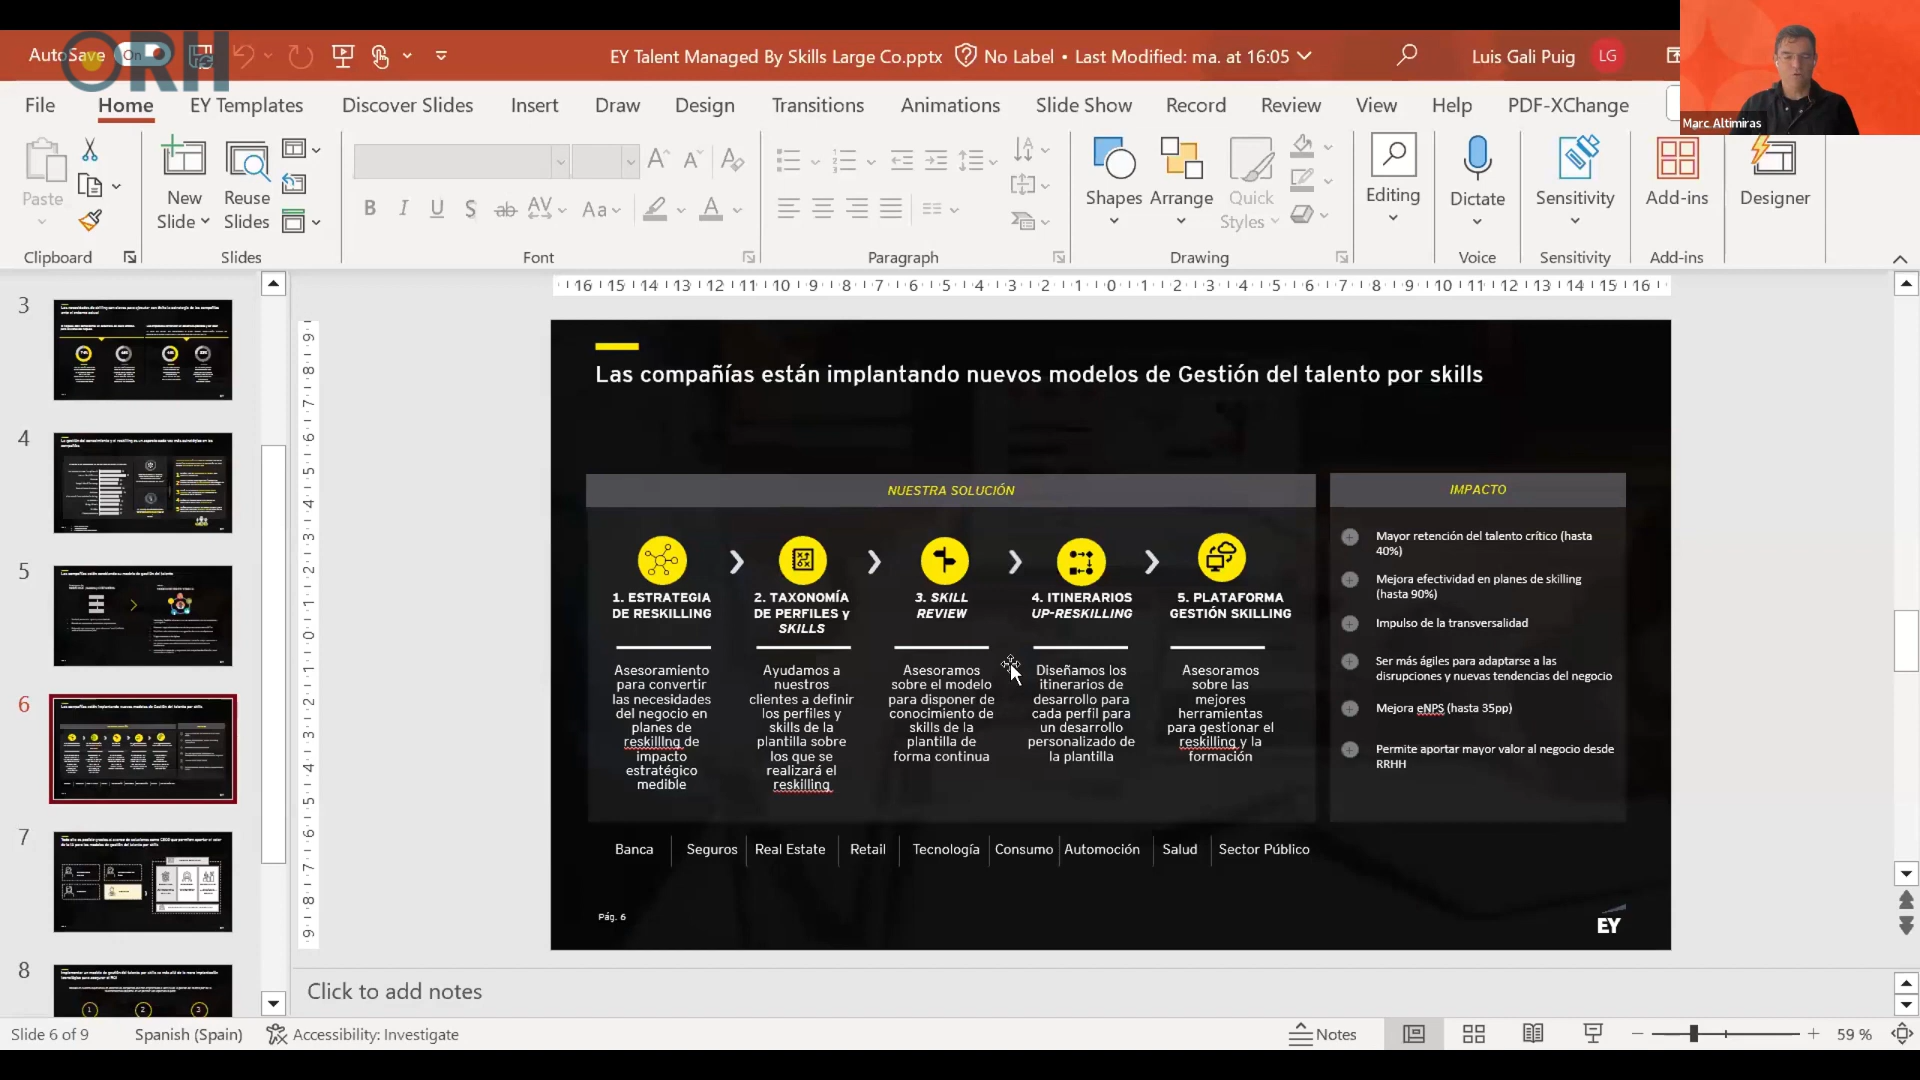 AutoSave On
ORH
EY Talent Managed By Skills Large Co.pptx No Label • Last Modified: ma. at 16:05
Luis Gali Puig LG
Marc Altimiras
File Home EY Templates Discover Slides Insert Draw Design Transitions Animations Slide Show Record Review View Help PDF-XChange
Paste
New Slide
Reuse Slides
Shapes
Arrange
Quick Styles
Editing
Dictate
Sensitivity
Add-ins
Designer
Clipboard Slides Font Paragraph Drawing Voice Sensitivity Add-ins
3
4
5
6
7
8
Las compañías están implantando nuevos modelos de Gestión del talento por skills
NUESTRA SOLUCIÓN
1. ESTRATEGIA
DE RESKILLING
Asesoramiento
para convertir
las necesidades
del negocio en
planes de
reskilling de
impacto
estratégico
medible
2. TAXONOMÍA
DE PERFILES y
SKILLS
Ayudamos a
nuestros
clientes a definir
los perfiles y
skills de la
plantilla sobre
los que se
realizará el
reskilling
3. SKILL
REVIEW
Asesoramos
sobre el modelo
para disponer de
conocimiento de
skills de la
plantilla de
forma continua
4. ITINERARIOS
UP-RESKILLING
Diseñamos los
itinerarios de
desarrollo para
cada perfil para
un desarrollo
personalizado de
la plantilla
5. PLATAFORMA
GESTIÓN SKILLING
Asesoramos
sobre las
mejores
herramientas
para gestionar el
reskilling y la
formación
IMPACTO
Mayor retención del talento crítico (hasta
40%)
Mejora efectividad en planes de skilling
(hasta 90%)
Impulso de la transversalidad
Ser más ágiles para adaptarse a las
disrupciones y nuevas tendencias del negocio
Mejora eNPS (hasta 35pp)
Permite aportar mayor valor al negocio desde
RRHH
Banca Seguros Real Estate Retail Tecnología Consumo Automoción Salud Sector Público
Pág. 6
EY
Click to add notes
Slide 6 of 9 Spanish (Spain) Accessibility: Investigate Notes 59 %